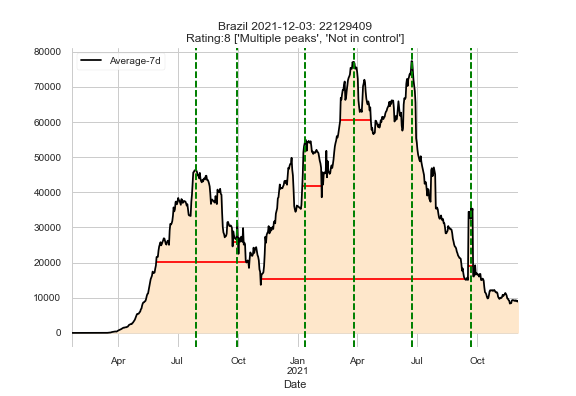 Brazil 2021-12-03: 22129409
Rating:8 ['Multiple peaks', 'Not in control']
Average-7d
80000
70000
60000
50000
40000
30000
20000
10000
0
Apr Jul Oct Jan Apr Jul Oct
2021
Date